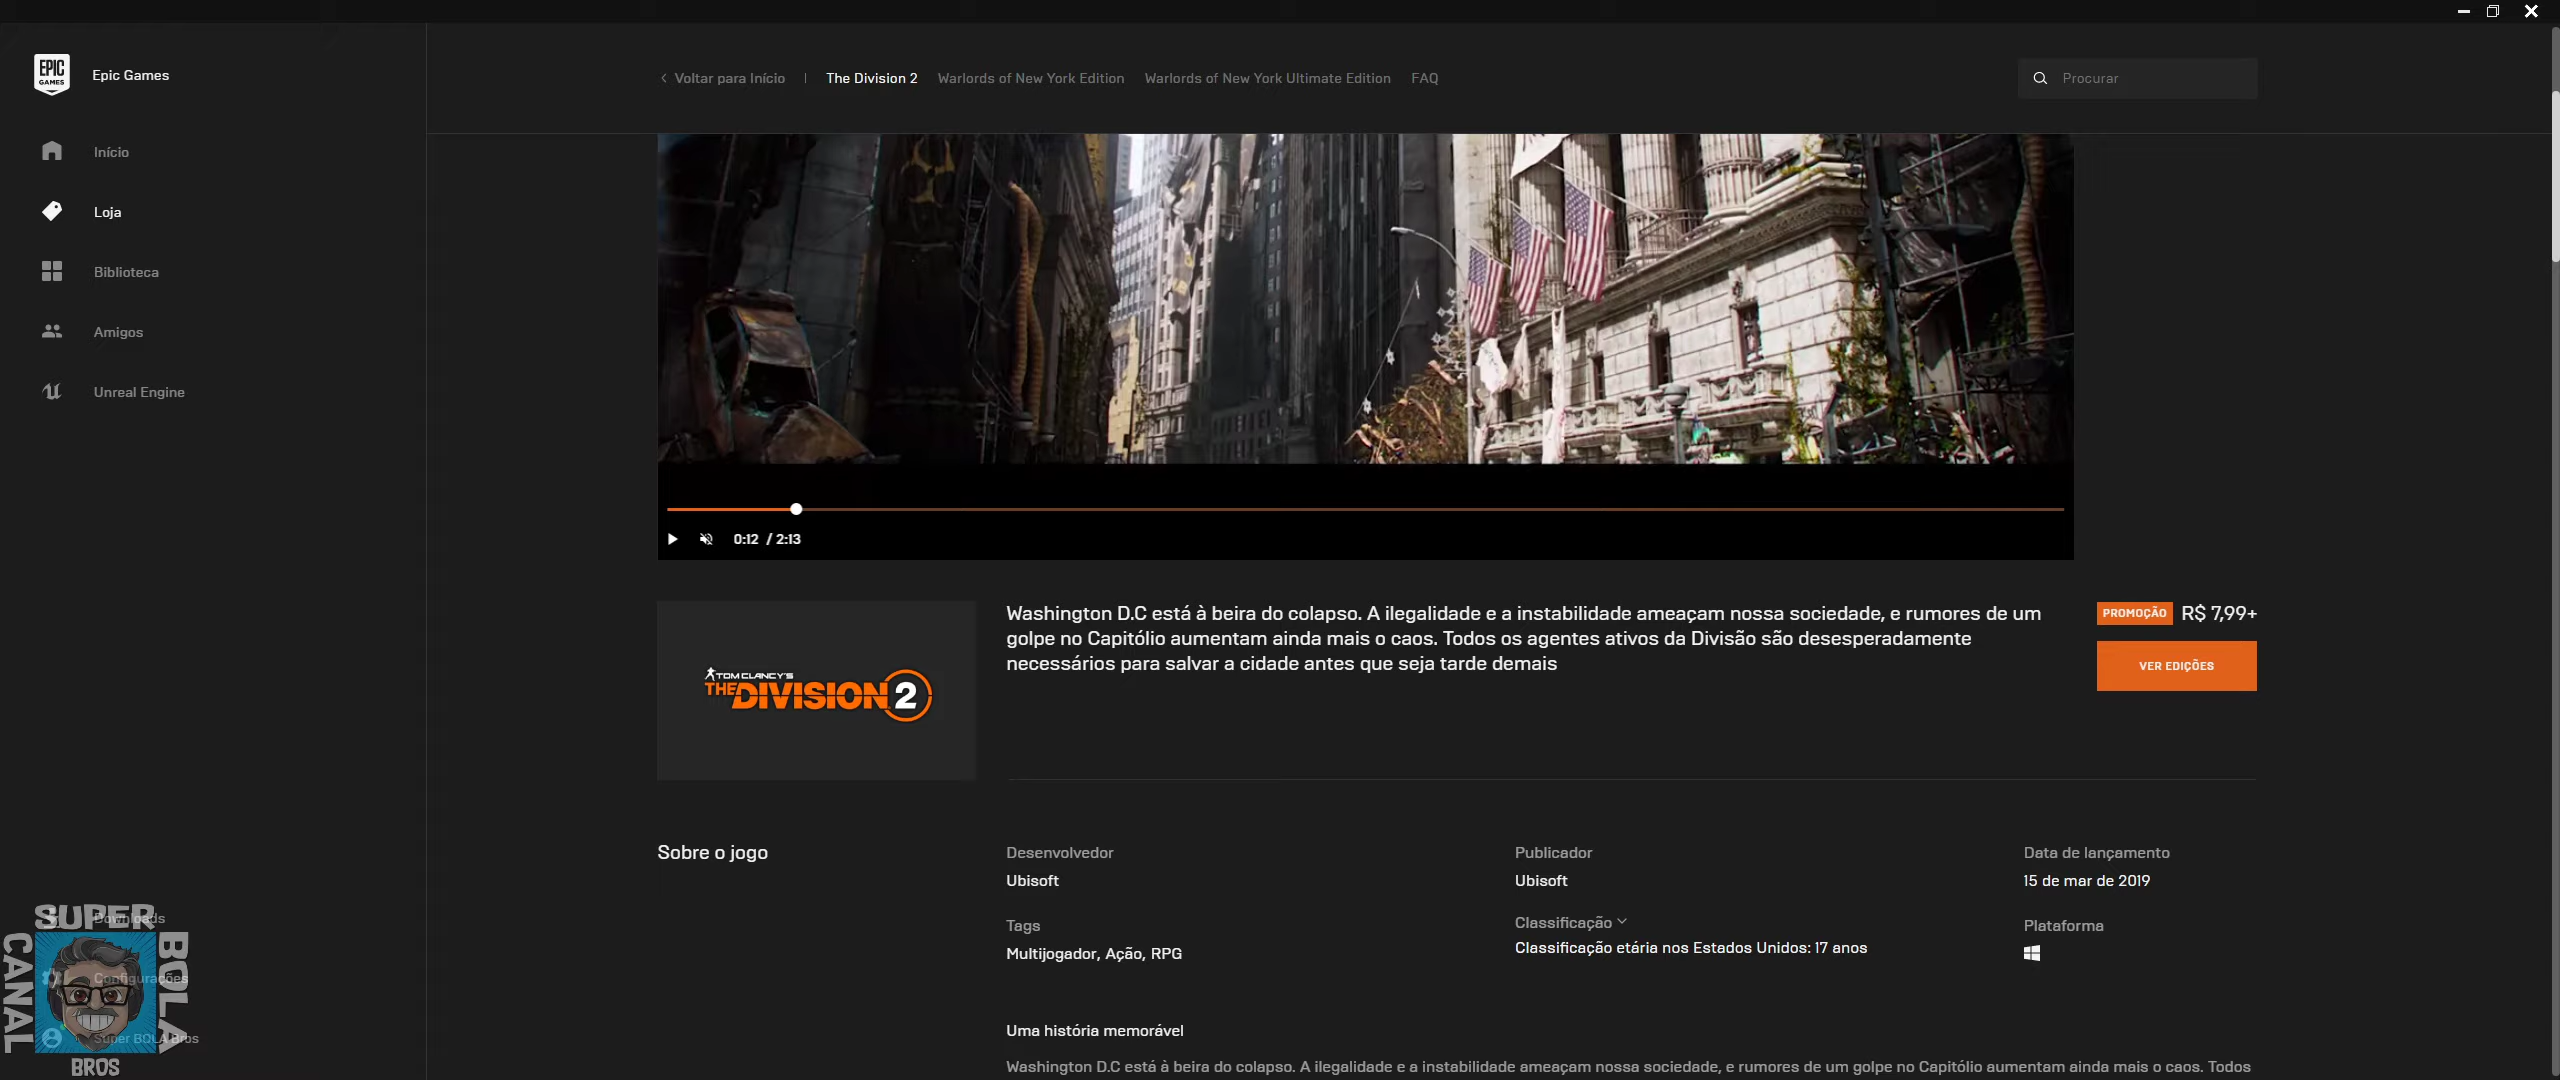 EPIC GAMES
Epic Games
Início
Loja
Biblioteca
Amigos
Unreal Engine
Downloads
Configurações
Super BOLA Bros
SUPER
CANAL
BOLA
BROS
Voltar para Início | The Division 2 Warlords of New York Edition Warlords of New York Ultimate Edition FAQ
Procurar
0:12 / 2:13
TOM CLANCY'S
THE DIVISION 2
Washington D.C está à beira do colapso. A ilegalidade e a instabilidade ameaçam nossa sociedade, e rumores de um
golpe no Capitólio aumentam ainda mais o caos. Todos os agentes ativos da Divisão são desesperadamente
necessários para salvar a cidade antes que seja tarde demais
PROMOÇÃO R$ 7,99+
VER EDIÇÕES
Sobre o jogo
Desenvolvedor
Ubisoft
Publicador
Ubisoft
Data de lançamento
15 de mar de 2019
Tags
Multijogador, Ação, RPG
Classificação
Classificação etária nos Estados Unidos: 17 anos
Plataforma
Uma história memorável
Washington D.C está à beira do colapso. A ilegalidade e a instabilidade ameaçam nossa sociedade, e rumores de um golpe no Capitólio aumentam ainda mais o caos. Todos